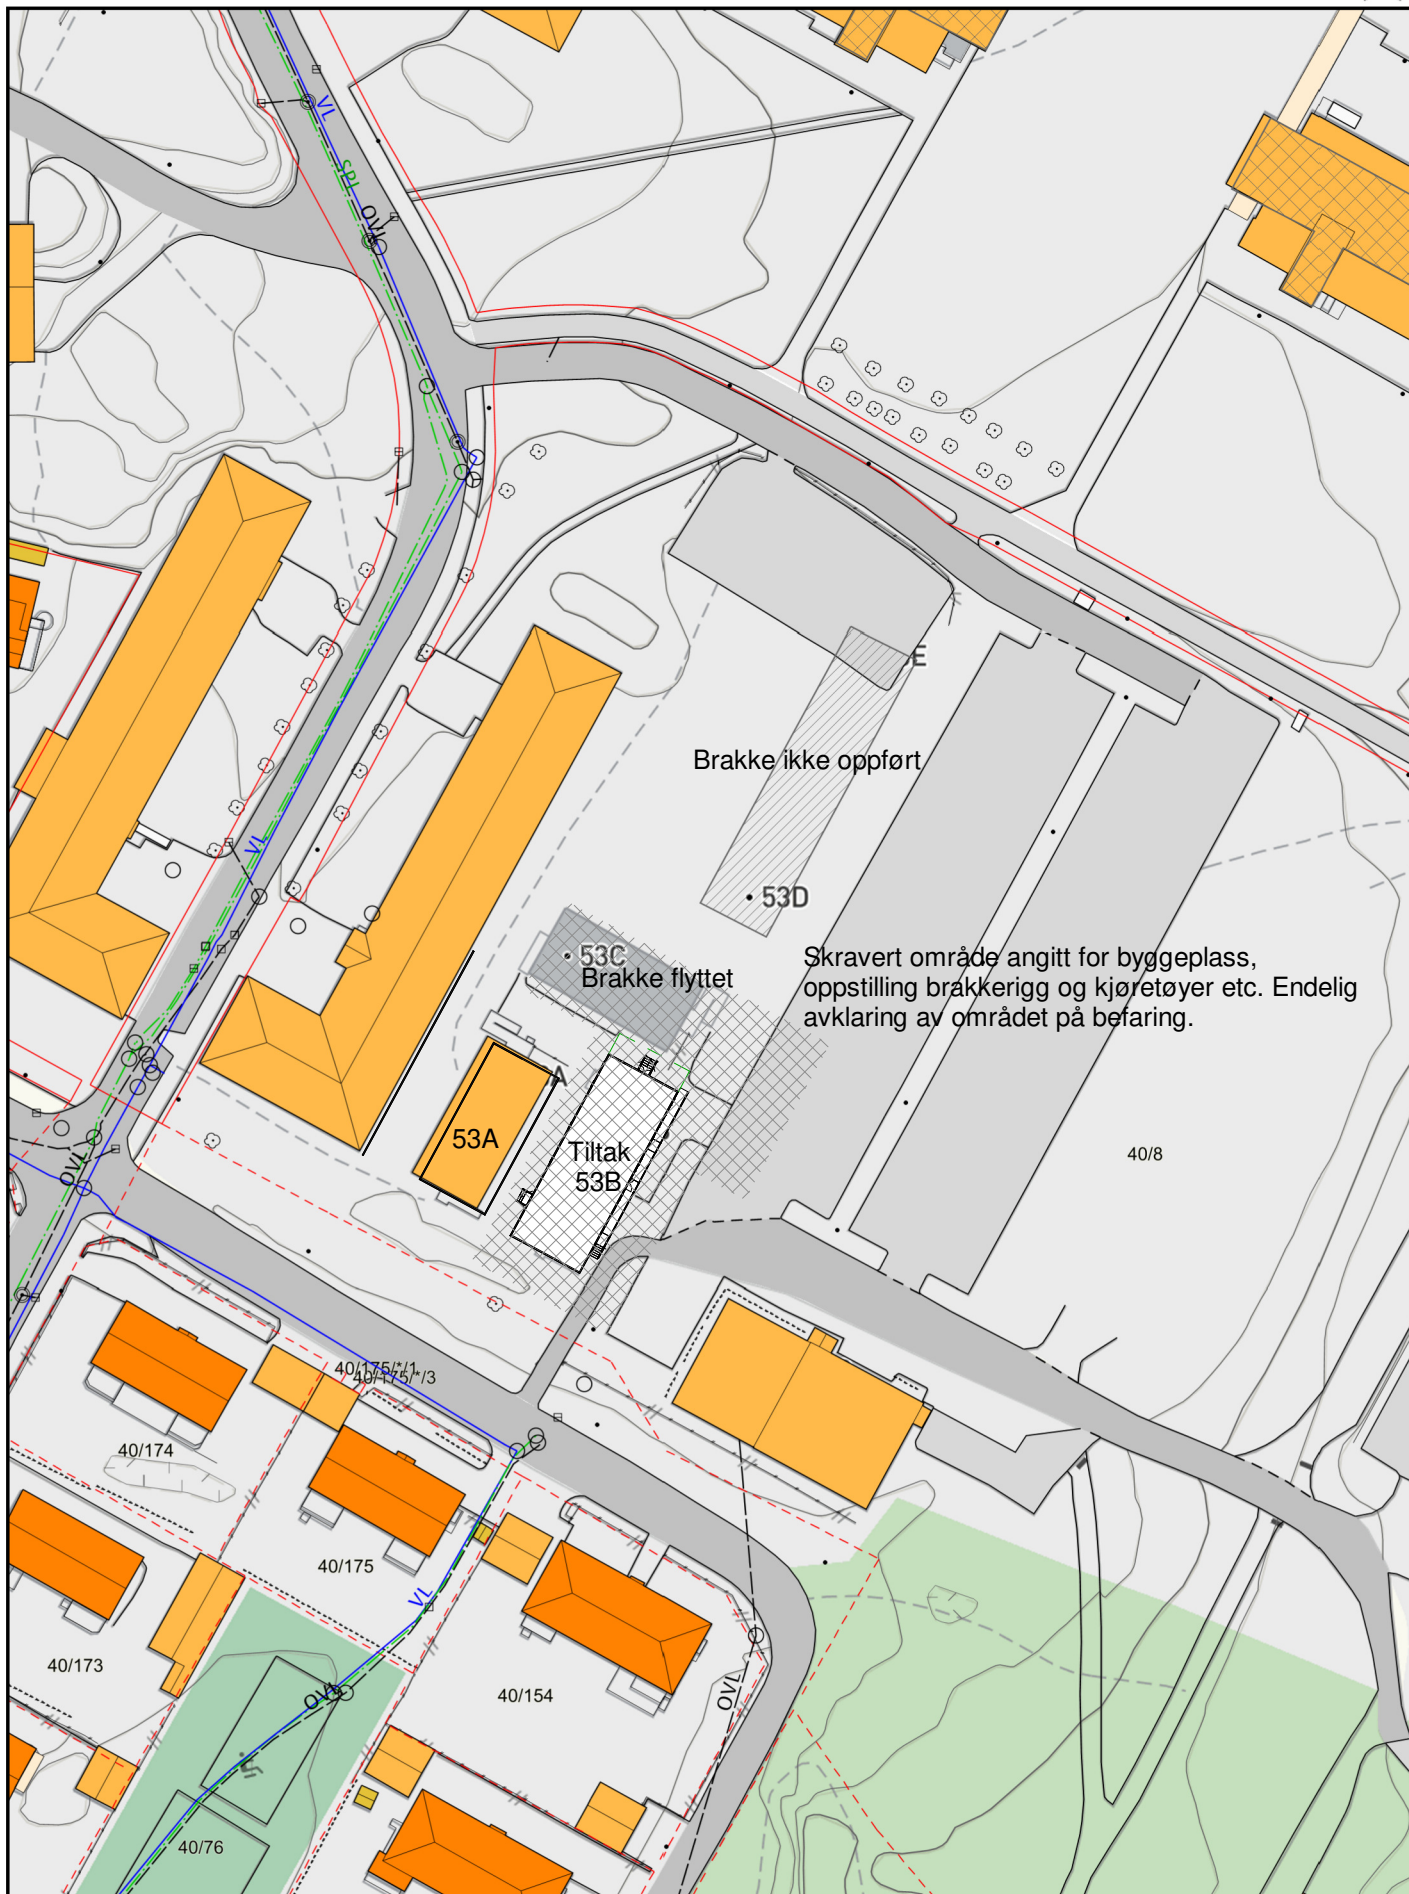 VL
SPL
OVL
E
Brakke ikke oppført
53D
53C
Brakke flyttet
Skravert område angitt for byggeplass,
oppstilling brakkerigg og kjøretøyer etc. Endelig
avklaring av området på befaring.
VL
A
53A
Tiltak
53B
40/8
OVL
40/175/*/1
40/175/*/3
40/174
40/175
VL
40/173
40/154
OVL
OVL
40/76